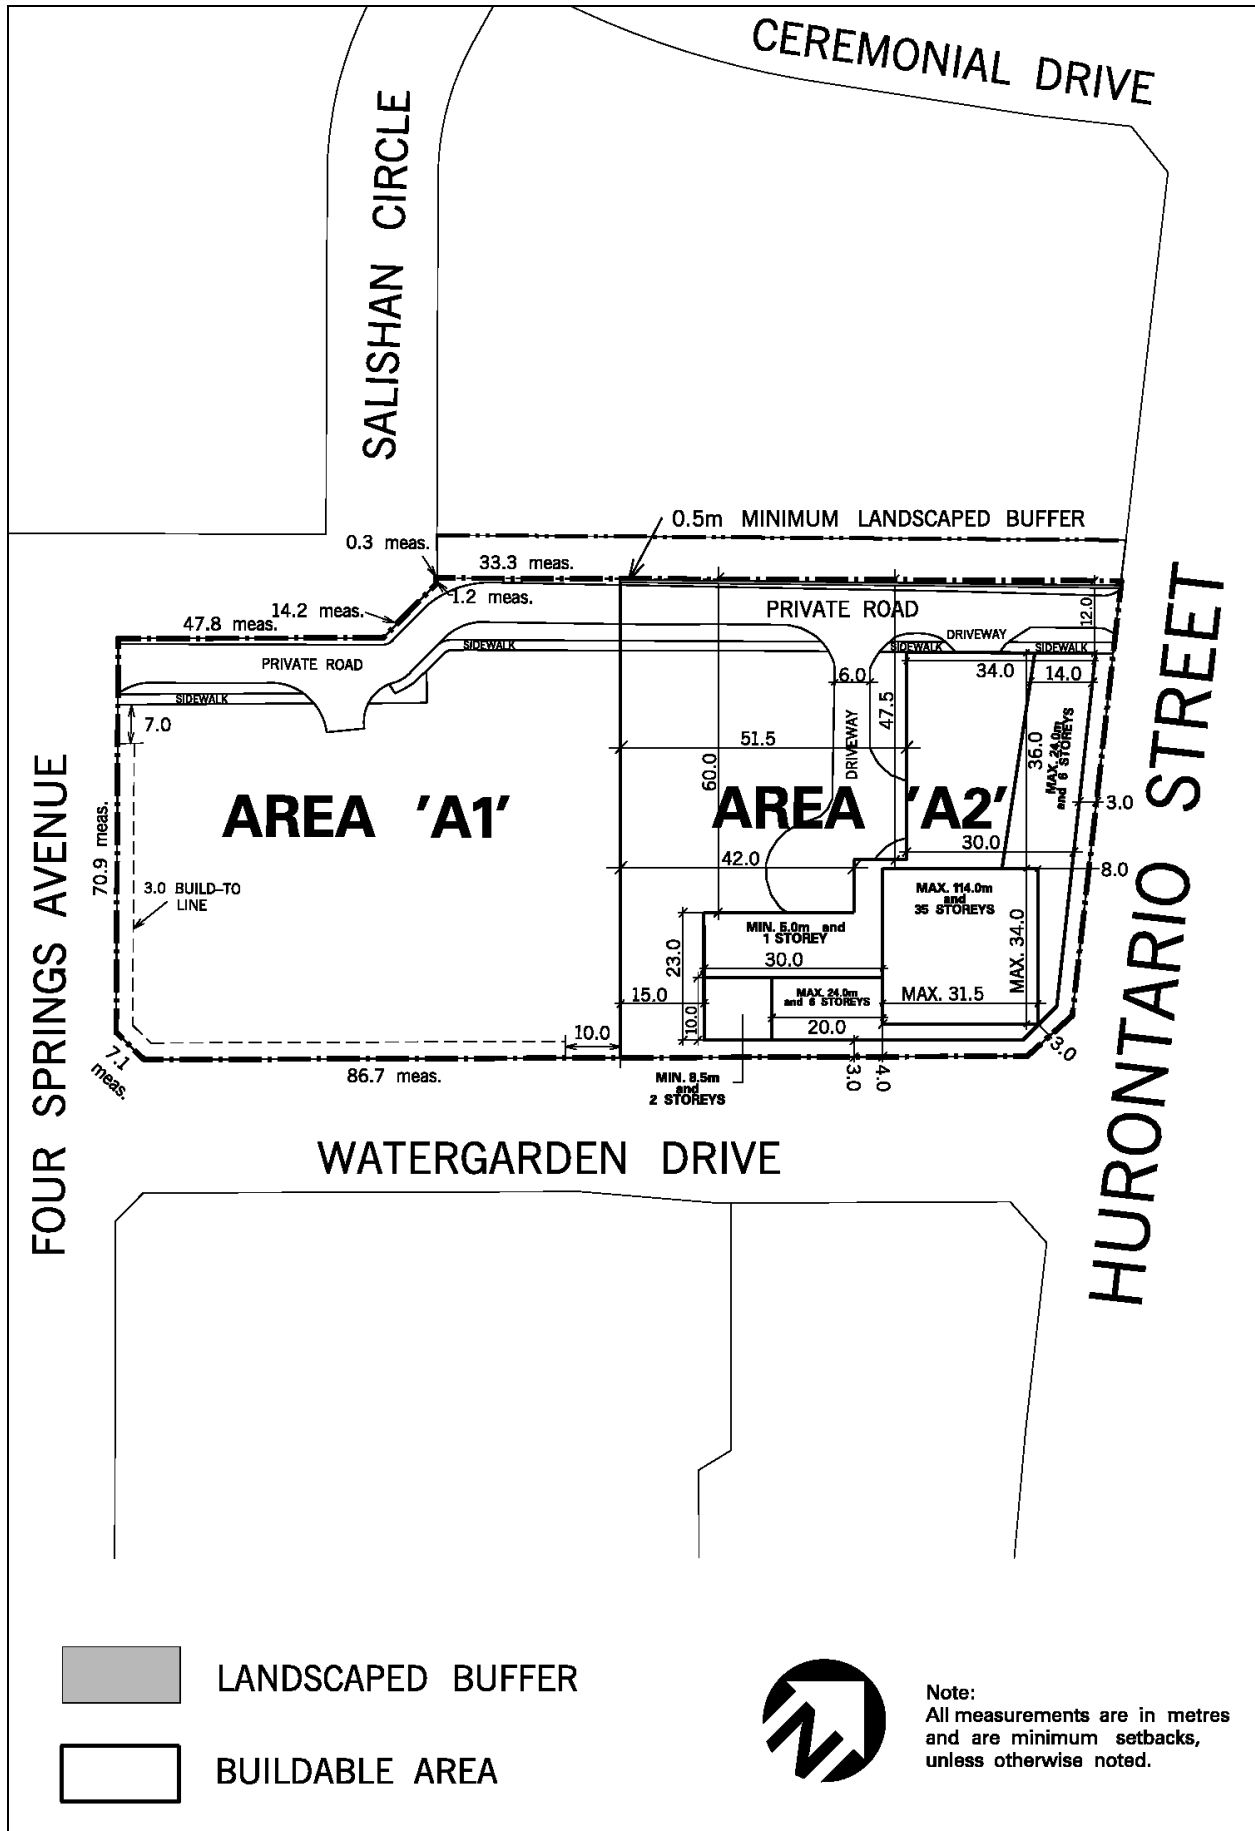 CEREMONIAL DRIVE
SALISHAN CIRCLE
0.5m MINIMUM LANDSCAPED BUFFER
0.3 meas.
33.3 meas.
1.2 meas.
14.2 meas.
47.8 meas.
PRIVATE ROAD
12.0
DRIVEWAY
SIDEWALK
SIDEWALK
SIDEWALK
PRIVATE ROAD
SIDEWALK
6.0
34.0
14.0
7.0
47.5
51.5
DRIVEWAY
60.0
36.0
MAX. 24.0m
and 6 STOREYS
HURONTARIO STREET
FOUR SPRINGS AVENUE
70.9 meas.
AREA 'A1'
AREA 'A2'
3.0
30.0
42.0
8.0
3.0 BUILD-TO
LINE
MAX. 114.0m
and
35 STOREYS
MIN. 5.0m and
1 STOREY
MAX. 34.0
23.0
30.0
MAX. 24.0m
and 6 STOREYS
MAX. 31.5
15.0
10.0
20.0
10.0
3.0
7.1
meas.
86.7 meas.
MIN. 8.5m
and
2 STOREYS
3.0
4.0
WATERGARDEN DRIVE
LANDSCAPED BUFFER
BUILDABLE AREA
N
Note:
All measurements are in metres
and are minimum setbacks,
unless otherwise noted.